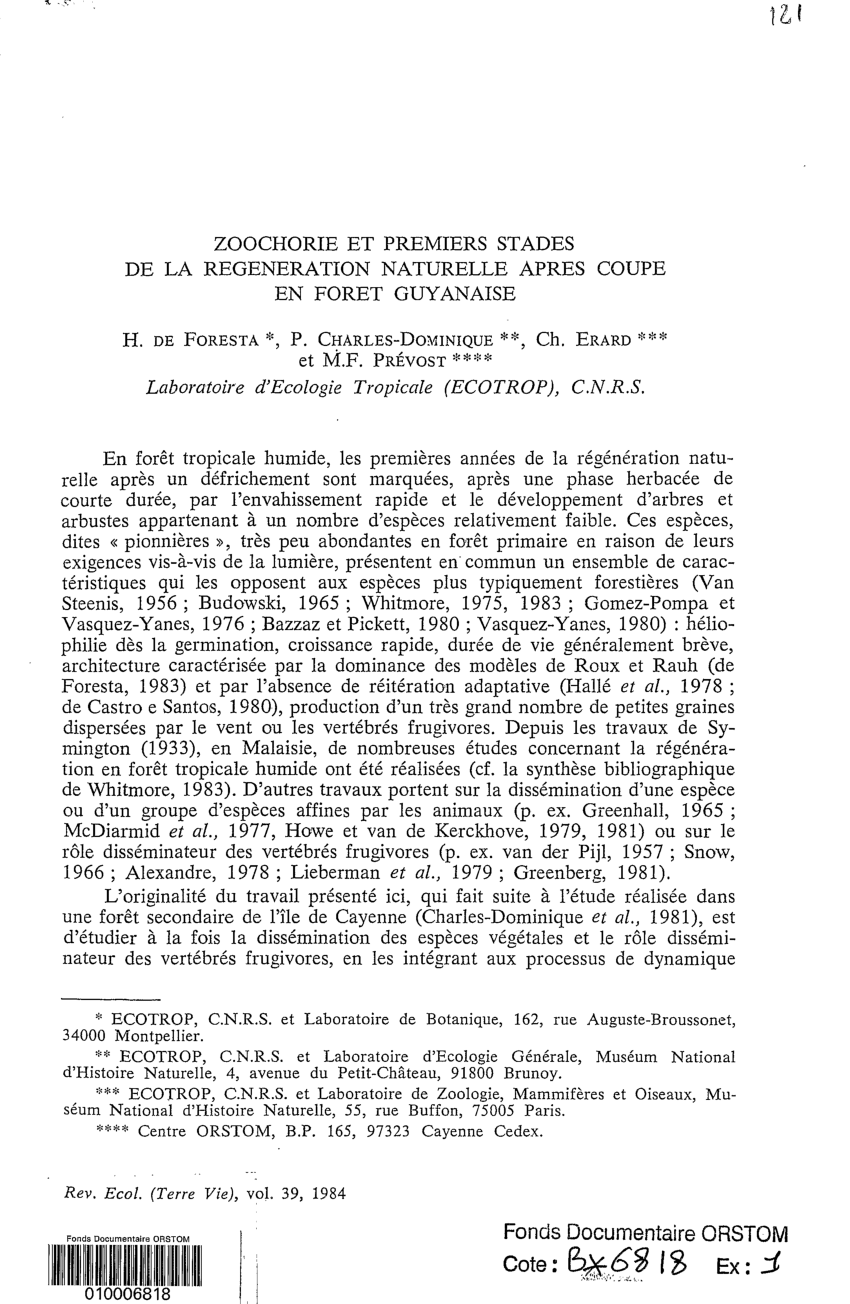 121
ZOOCHORIE ET PREMIERS STADES
DE LA REGENERATION NATURELLE APRES COUPE
EN FORET GUYANAISE
H. DE FORESTA *, P. CHARLES-DOMINIQUE **, Ch. ERARD ***
et M.F. PRÉVOST ****
Laboratoire d'Ecologie Tropicale (ECOTROP), C.N.R.S.
En forêt tropicale humide, les premières années de la régénération natu-
relle après un défrichement sont marquées, après une phase herbacée de
courte durée, par l'envahissement rapide et le développement d'arbres et
arbustes appartenant à un nombre d'espèces relativement faible. Ces espèces,
dites « pionnières », très peu abondantes en forêt primaire en raison de leurs
exigences vis-à-vis de la lumière, présentent en commun un ensemble de carac-
téristiques qui les opposent aux espèces plus typiquement forestières (Van
Steenis, 1956 ; Budowski, 1965 ; Whitmore, 1975, 1983 ; Gomez-Pompa et
Vasquez-Yanes, 1976 ; Bazzaz et Pickett, 1980 ; Vasquez-Yanes, 1980) : hélio-
philie dès la germination, croissance rapide, durée de vie généralement brève,
architecture caractérisée par la dominance des modèles de Roux et Rauh (de
Foresta, 1983) et par l'absence de réitération adaptative (Hallé et al., 1978 ;
de Castro e Santos, 1980), production d'un très grand nombre de petites graines
dispersées par le vent ou les vertébrés frugivores. Depuis les travaux de Sy-
mington (1933), en Malaisie, de nombreuses études concernant la régénéra-
tion en forêt tropicale humide ont été réalisées (cf. la synthèse bibliographique
de Whitmore, 1983). D'autres travaux portent sur la dissémination d'une espèce
ou d'un groupe d'espèces affines par les animaux (p. ex. Greenhall, 1965 ;
McDiarmid et al., 1977, Howe et van de Kerckhove, 1979, 1981) ou sur le
rôle disséminateur des vertébrés frugivores (p. ex. van der Pijl, 1957 ; Snow,
1966 ; Alexandre, 1978 ; Lieberman et al., 1979 ; Greenberg, 1981).
L'originalité du travail présenté ici, qui fait suite à l'étude réalisée dans
une forêt secondaire de l'île de Cayenne (Charles-Dominique et al., 1981), est
d'étudier à la fois la dissémination des espèces végétales et le rôle dissémi-
nateur des vertébrés frugivores, en les intégrant aux processus de dynamique
* ECOTROP, C.N.R.S. et Laboratoire de Botanique, 162, rue Auguste-Broussonet,
34000 Montpellier.
** ECOTROP, C.N.R.S. et Laboratoire d'Ecologie Générale, Muséum National
d'Histoire Naturelle, 4, avenue du Petit-Château, 91800 Brunoy.
*** ECOTROP, C.N.R.S. et Laboratoire de Zoologie, Mammifères et Oiseaux, Mu-
séum National d'Histoire Naturelle, 55, rue Buffon, 75005 Paris.
**** Centre ORSTOM, B.P. 165, 97323 Cayenne Cedex.
Rev. Ecol. (Terre Vie), vol. 39, 1984
Fonds Documentaire ORSTOM
010006818
Fonds Documentaire ORSTOM
Cote : Bx6818 Ex : 1